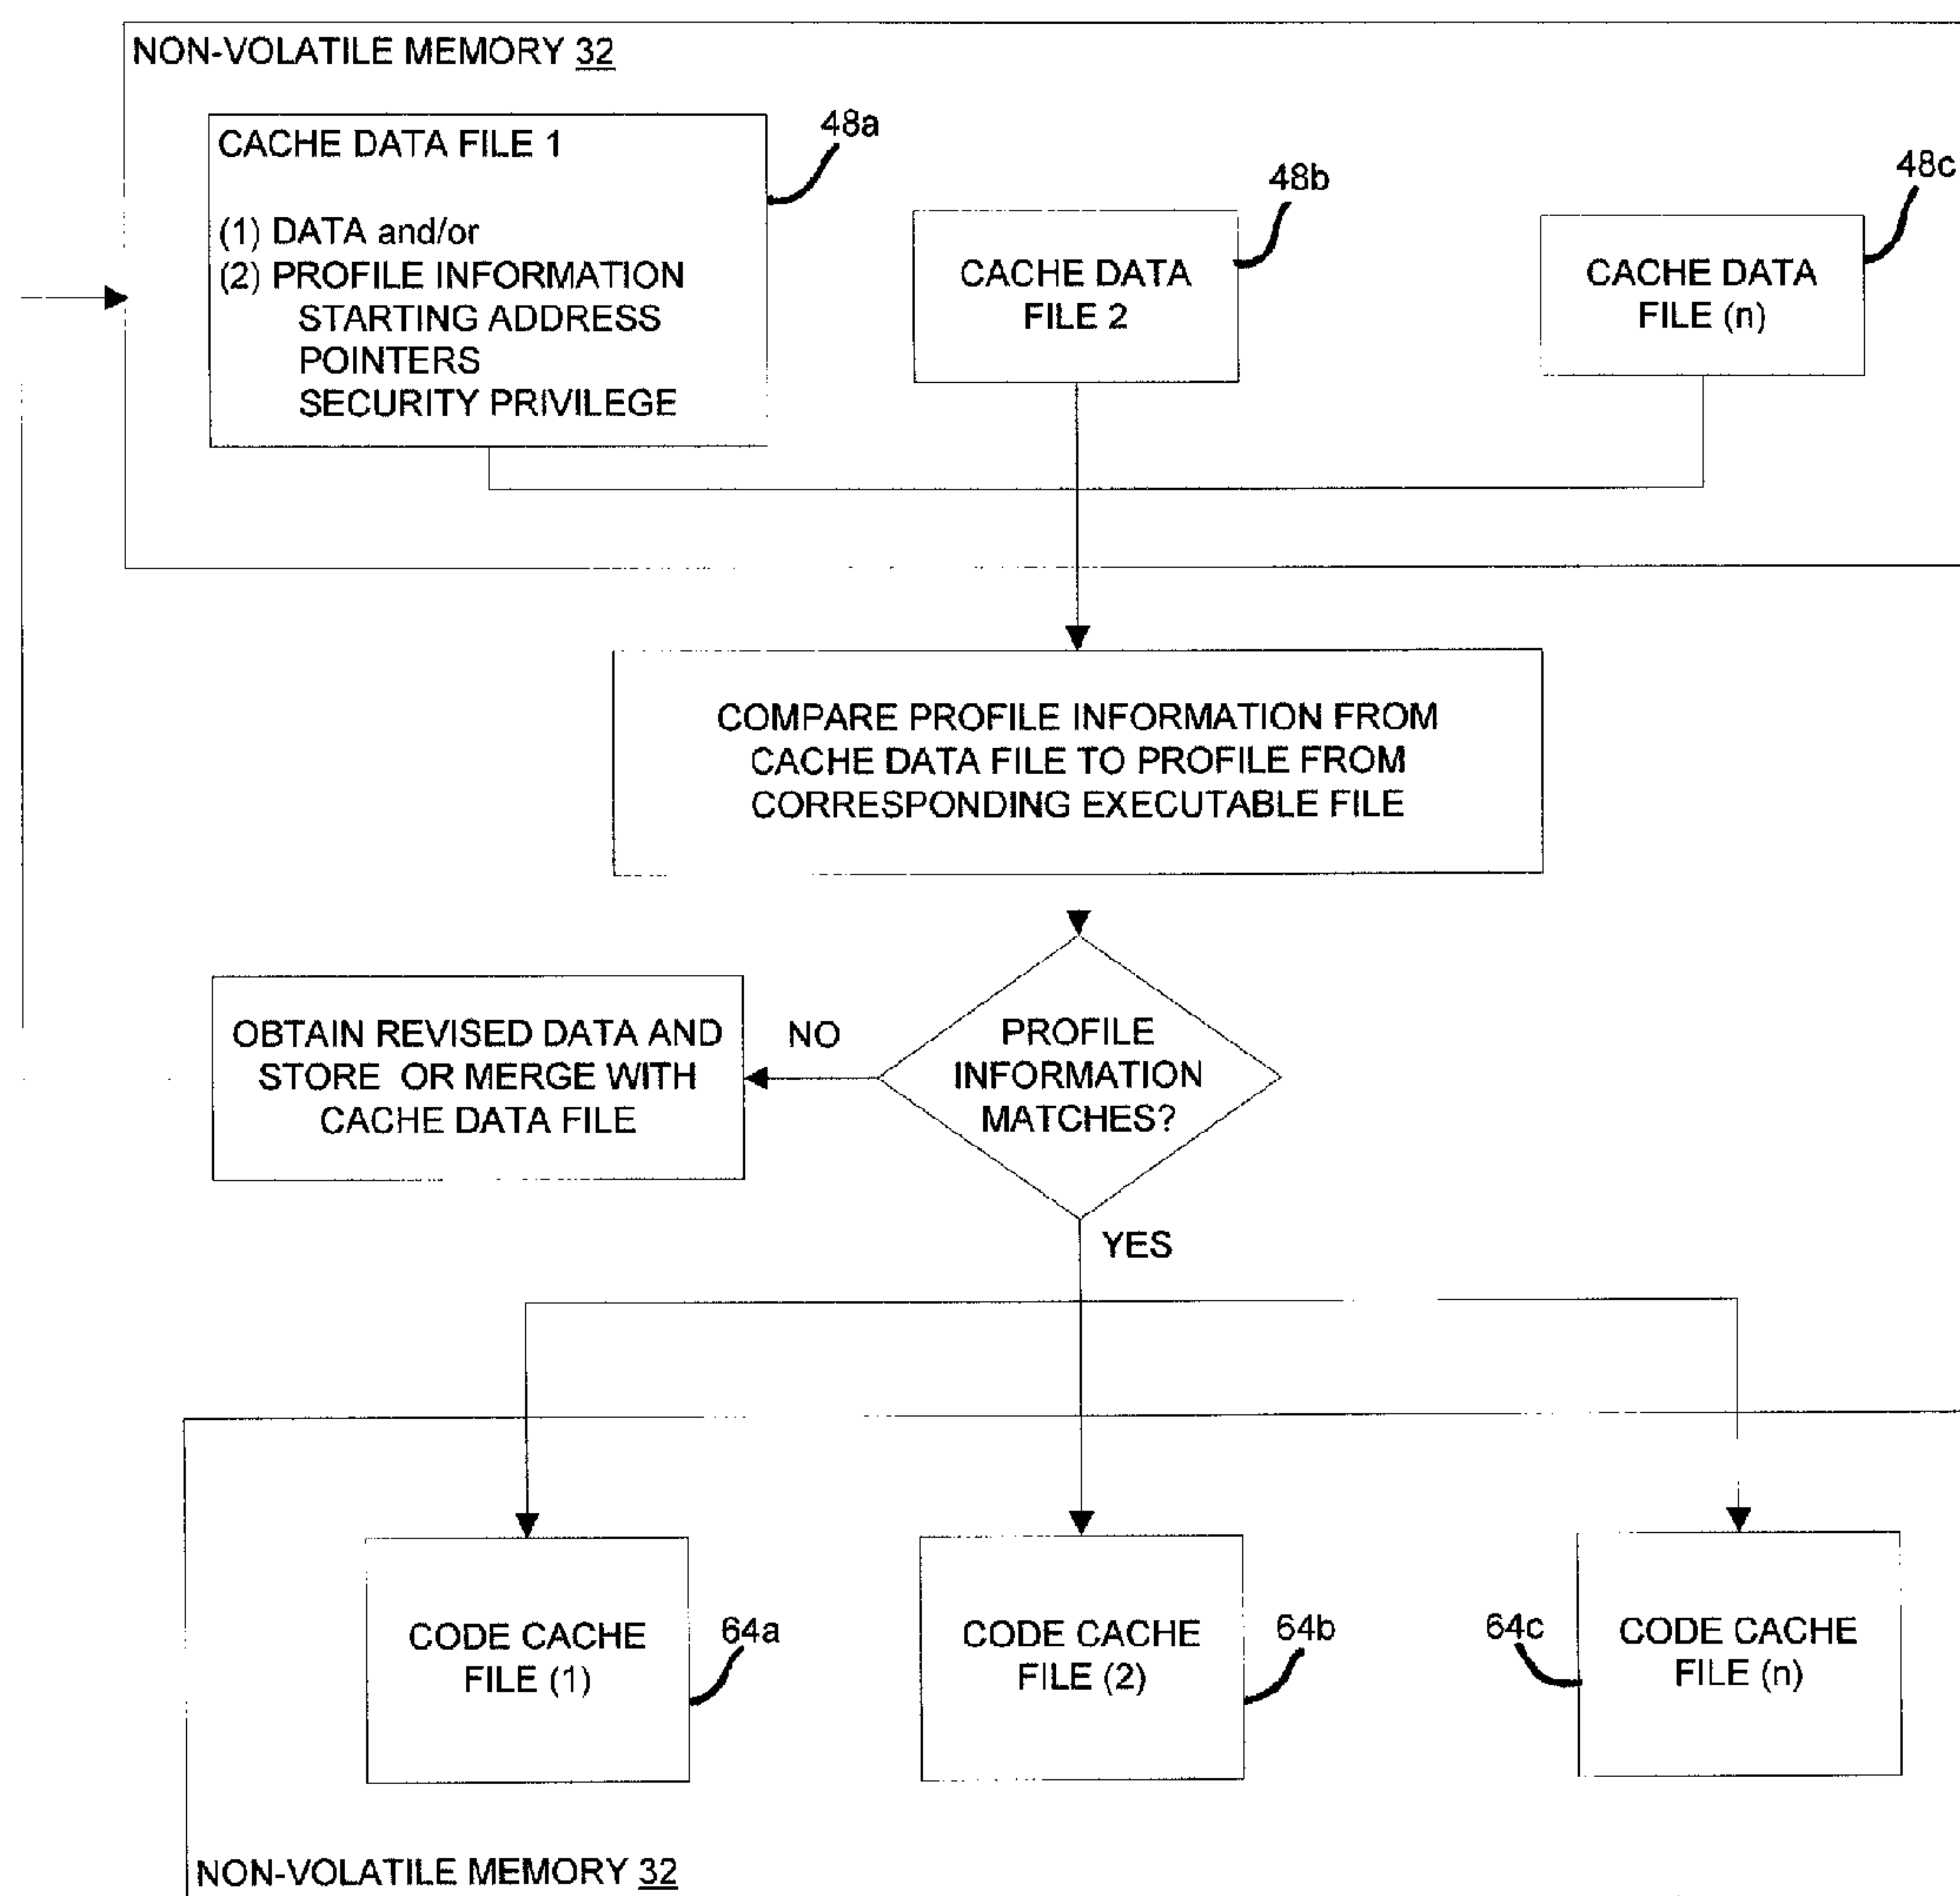 NON-VOLATILE MEMORY 32
48a
CACHE DATA FILE 1
48b
48c
(1) DATA and/or
(2) PROFILE INFORMATION
STARTING ADDRESS
POINTERS
SECURITY PRIVILEGE
CACHE DATA
FILE 2
CACHE DATA
FILE (n)
COMPARE PROFILE INFORMATION FROM
CACHE DATA FILE TO PROFILE FROM
CORRESPONDING EXECUTABLE FILE
OBTAIN REVISED DATA AND
STORE OR MERGE WITH
CACHE DATA FILE
NO
PROFILE
INFORMATION
MATCHES?
YES
CODE CACHE
FILE (1)
64a
CODE CACHE
FILE (2)
64b
64c
CODE CACHE
FILE (n)
NON-VOLATILE MEMORY 32